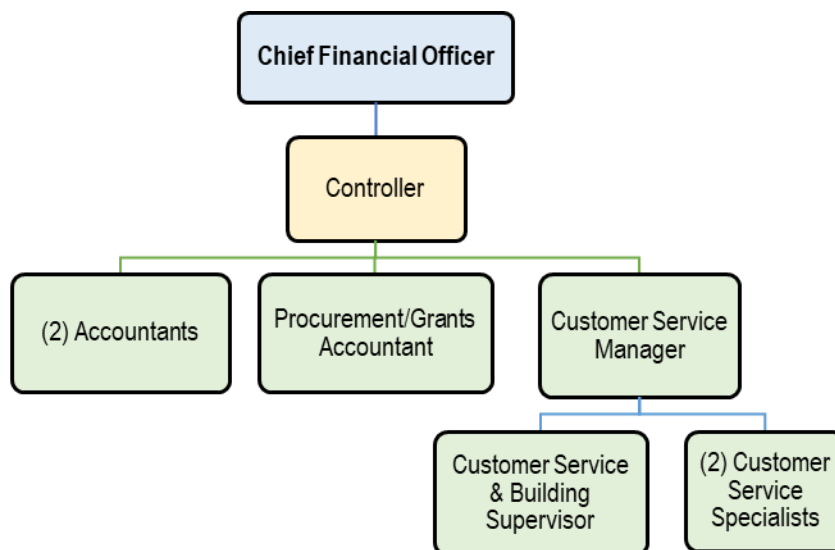 Chief Financial Officer
Controller
(2) Accountants
Procurement/Grants
Accountant
Customer Service
Manager
Customer Service
& Building
Supervisor
(2) Customer
Service
Specialists